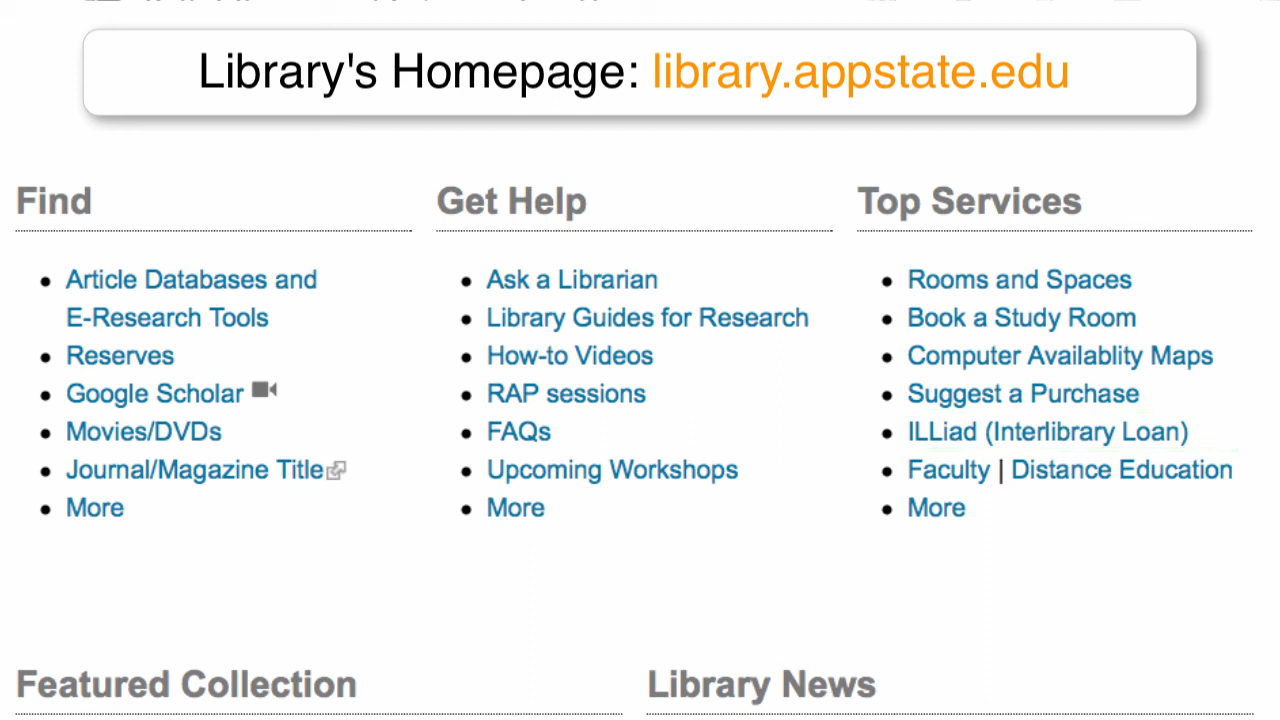 Library's Homepage: library.appstate.edu
Find
Article Databases and
E-Research Tools
Reserves
Google Scholar
Movies/DVDs
Journal/Magazine Title
More
Get Help
Ask a Librarian
Library Guides for Research
How-to Videos
RAP sessions
FAQs
Upcoming Workshops
More
Top Services
Rooms and Spaces
Book a Study Room
Computer Availablity Maps
Suggest a Purchase
ILLiad (Interlibrary Loan)
Faculty | Distance Education
More
Featured Collection
Library News